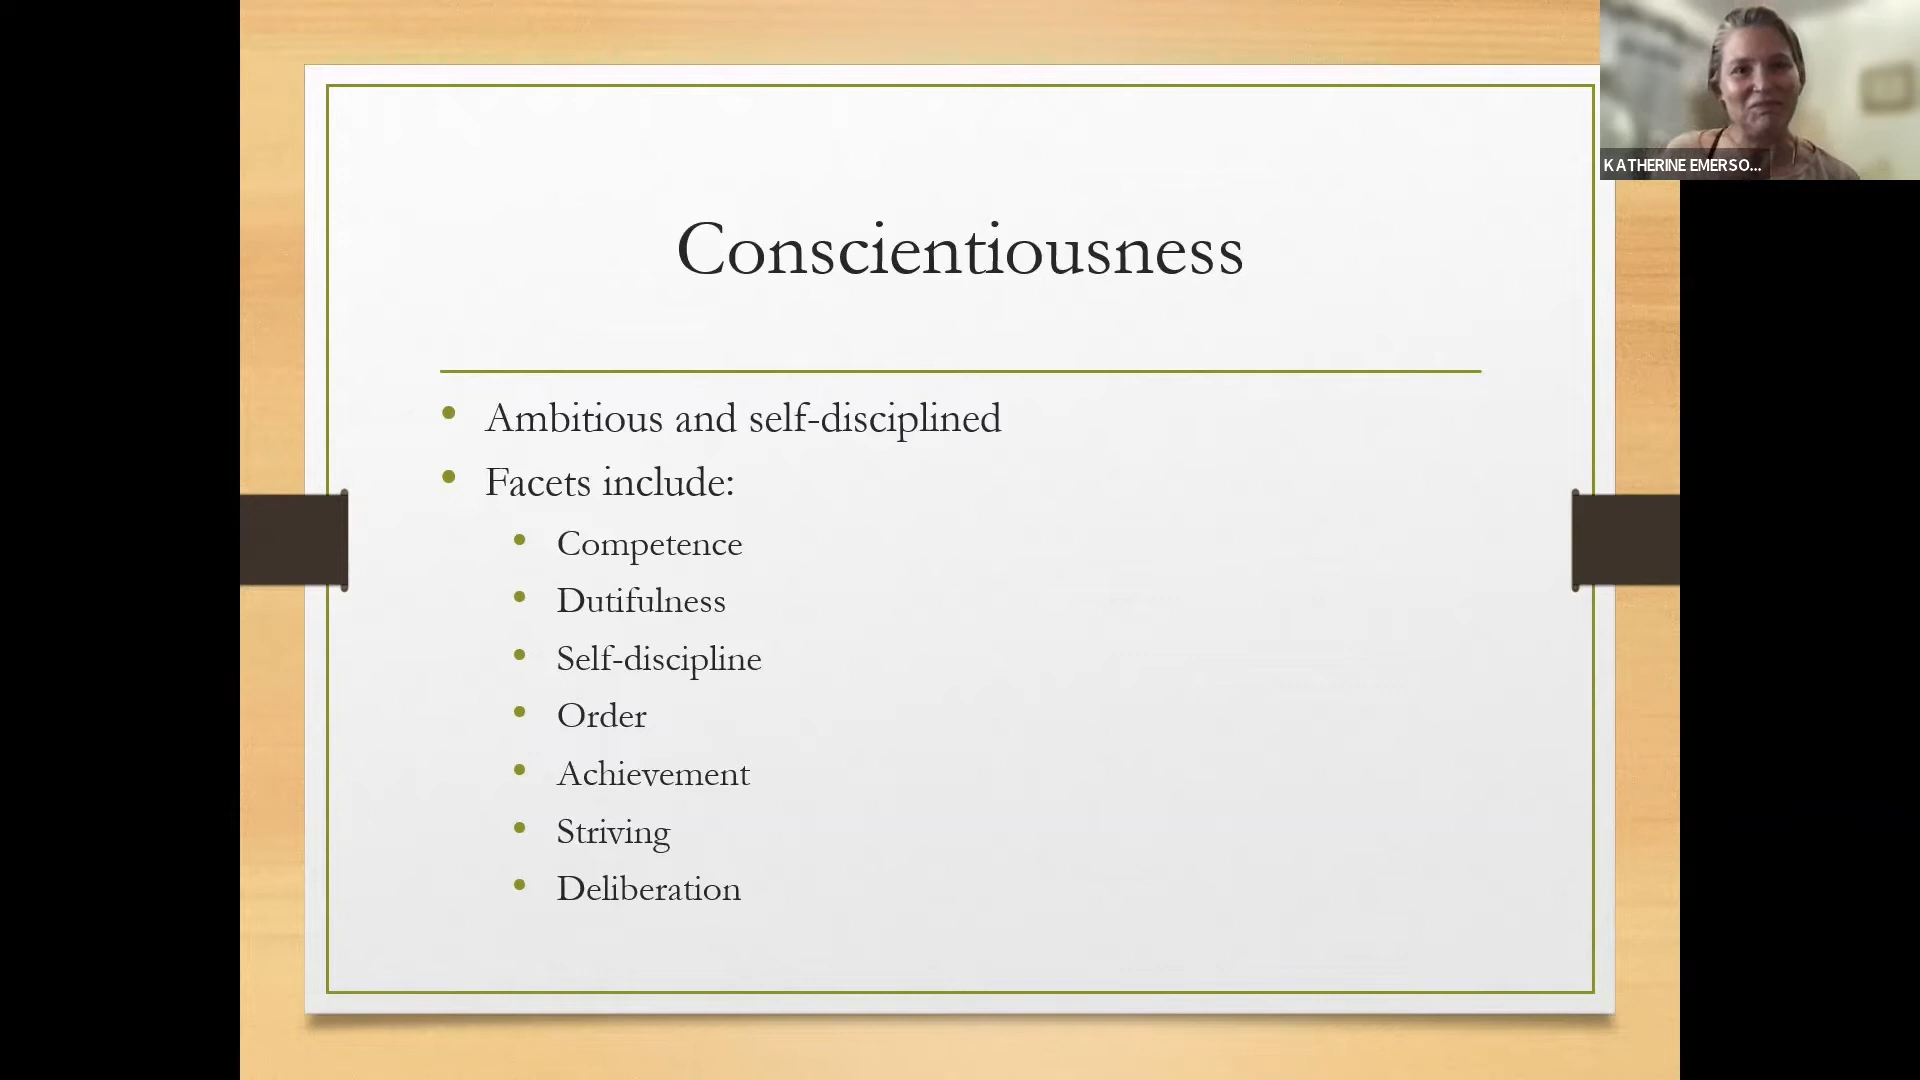 KATHERINE EMERSO...
Conscientiousness
Ambitious and self-disciplined
Facets include:
Competence
Dutifulness
Self-discipline
Order
Achievement
Striving
Deliberation